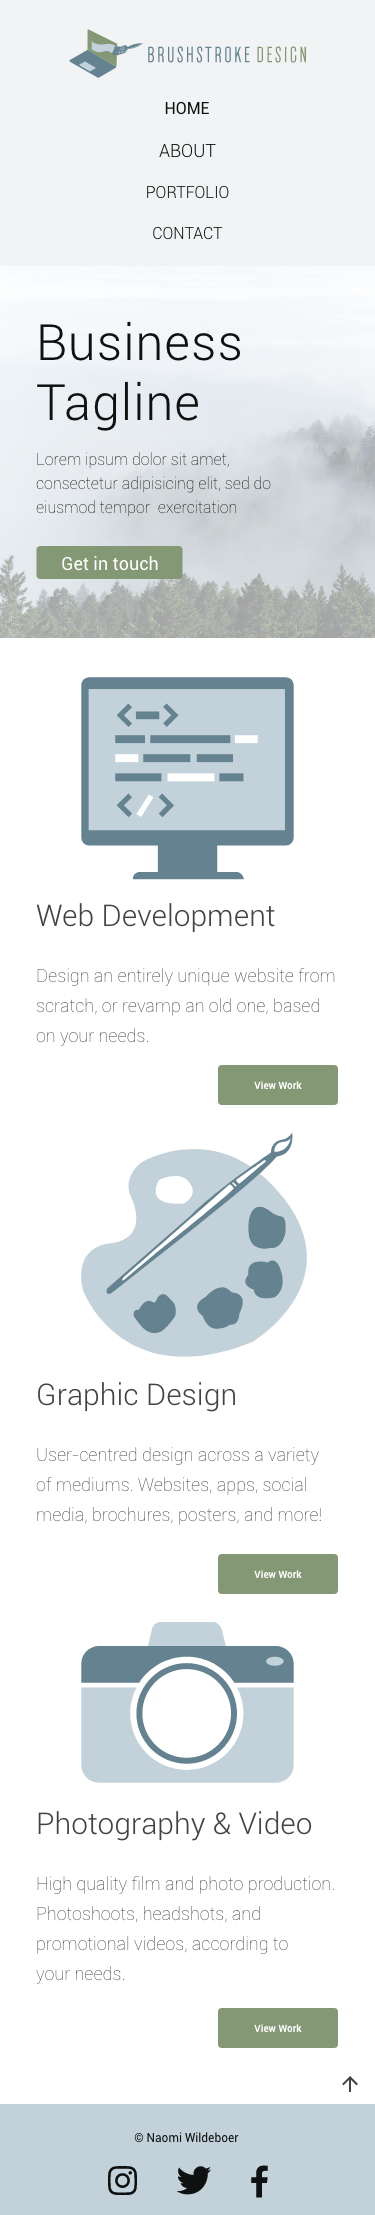 BRUSHSTROKE DESIGN
HOME
ABOUT
PORTFOLIO
CONTACT
Business
Tagline
Lorem ipsum dolor sit amet,
consectetur adipisicing elit, sed do
eiusmod tempor  exercitation
Get in touch
Web Development
Design an entirely unique website from
scratch, or revamp an old one, based
on your needs.
View Work
Graphic Design
User-centred design across a variety
of mediums. Websites, apps, social
media, brochures, posters, and more!
View Work
Photography & Video
High quality film and photo production.
Photoshoots, headshots, and
promotional videos, according to
your needs.
View Work
© Naomi Wildeboer